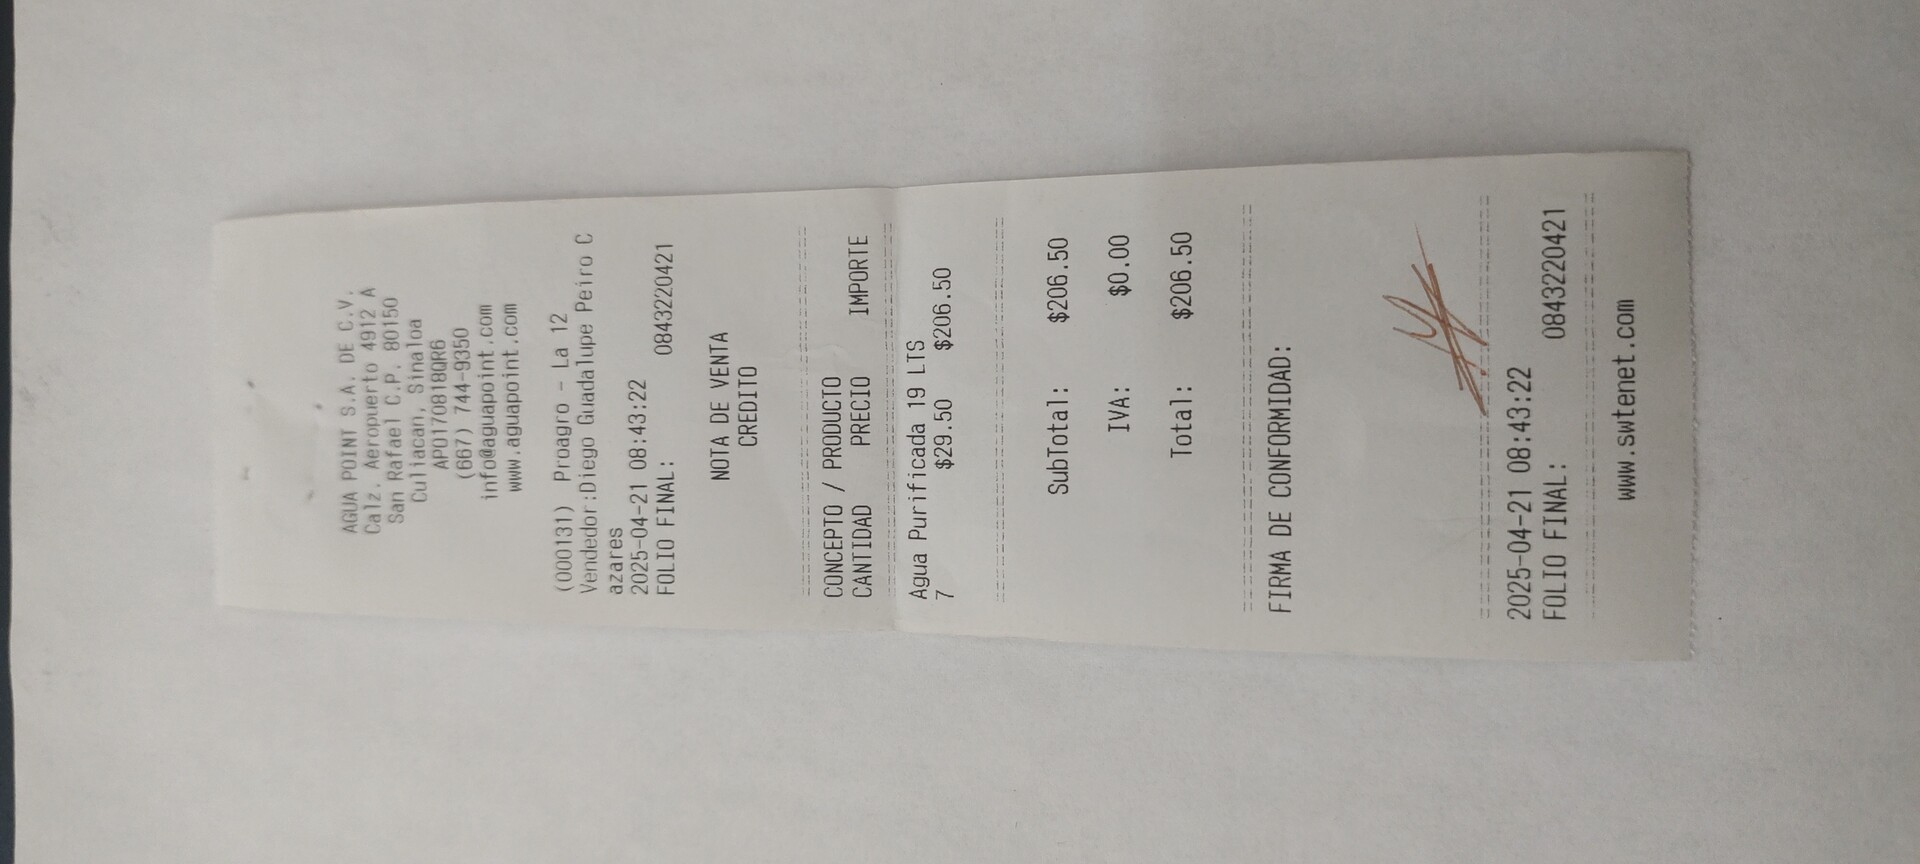 AGUA POINT S.A. DE C.V.
Calz. Aeropuerto 4912 A
San Rafael C.P. 80150
Culiacan, Sinaloa
APO170818QR6
(667) 744-9350
info@aguapoint.com
www.aguapoint.com
(000131) Proagro - La 12
Vendedor :Diego Guadalupe Peiro C
azares
2025-04-21 08:43:22
FOLIO FINAL: 0843220421
NOTA DE VENTA
CREDITO
CONCEPTO / PRODUCTO
CANTIDAD PRECIO IMPORTE
Agua Purificada 19 LTS
7 $29.50 $206.50
SubTotal: $206.50
IVA: $0.00
Total: $206.50
FIRMA DE CONFORMIDAD:
2025-04-21 08:43:22
FOLIO FINAL: 0843220421
www.swtenet.com